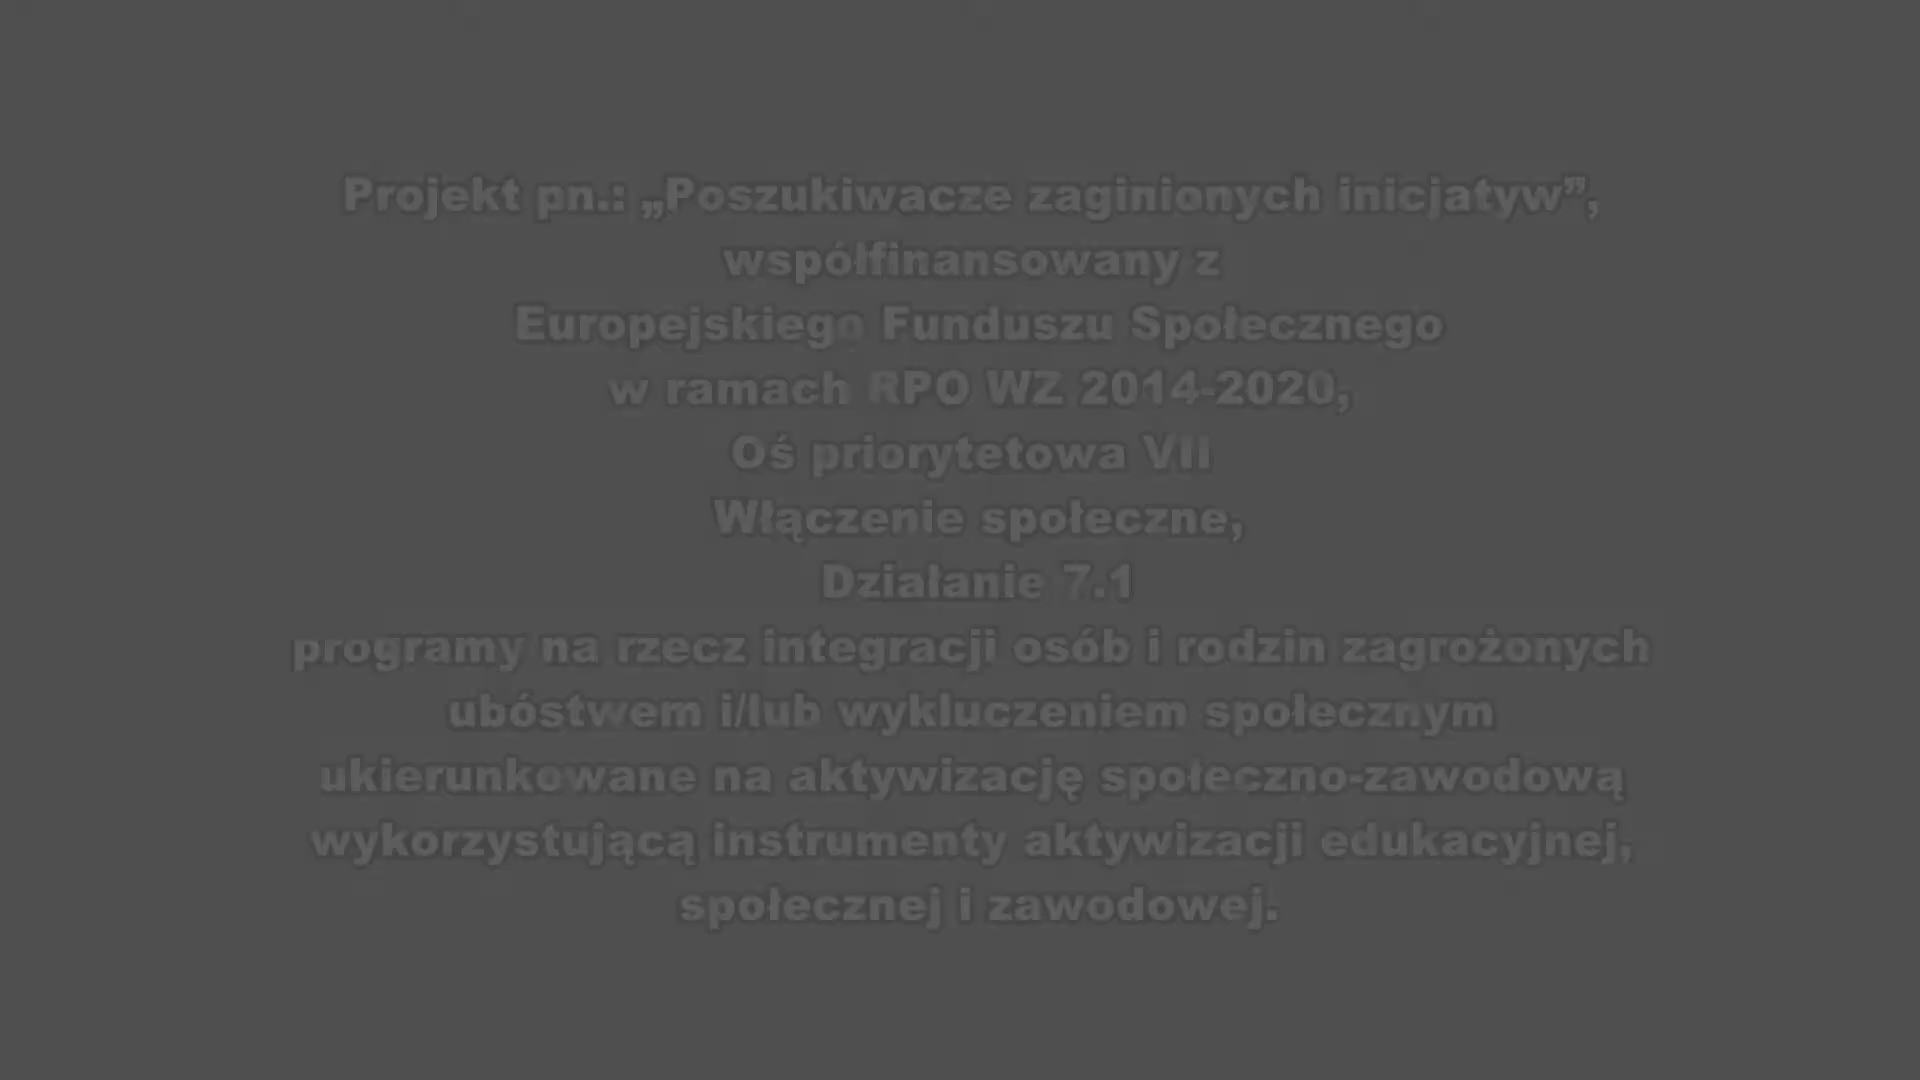 Projekt pn.: „Poszukiwacze zaginionych inicjatyw”,
współfinansowany z
Europejskiego Funduszu Społecznego
w ramach RPO WZ 2014-2020,
Oś priorytetowa VII
Włączenie społeczne,
Działanie 7.1
programy na rzecz integracji osób i rodzin zagrożonych
ubóstwem i/lub wykluczeniem społecznym
ukierunkowane na aktywizację społeczno-zawodową
wykorzystującą instrumenty aktywizacji edukacyjnej,
społecznej i zawodowej.